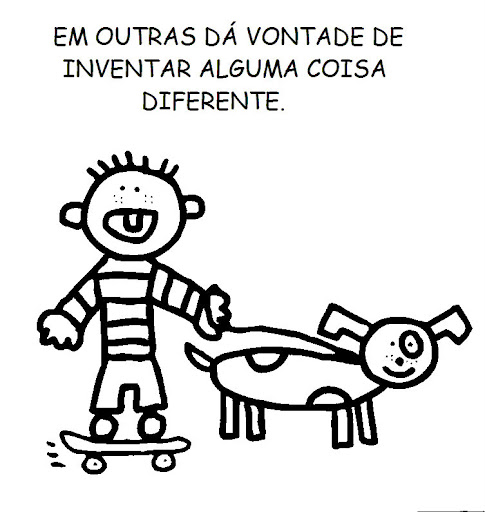 EM OUTRAS DÁ VONTADE DE
INVENTAR ALGUMA COISA
DIFERENTE.